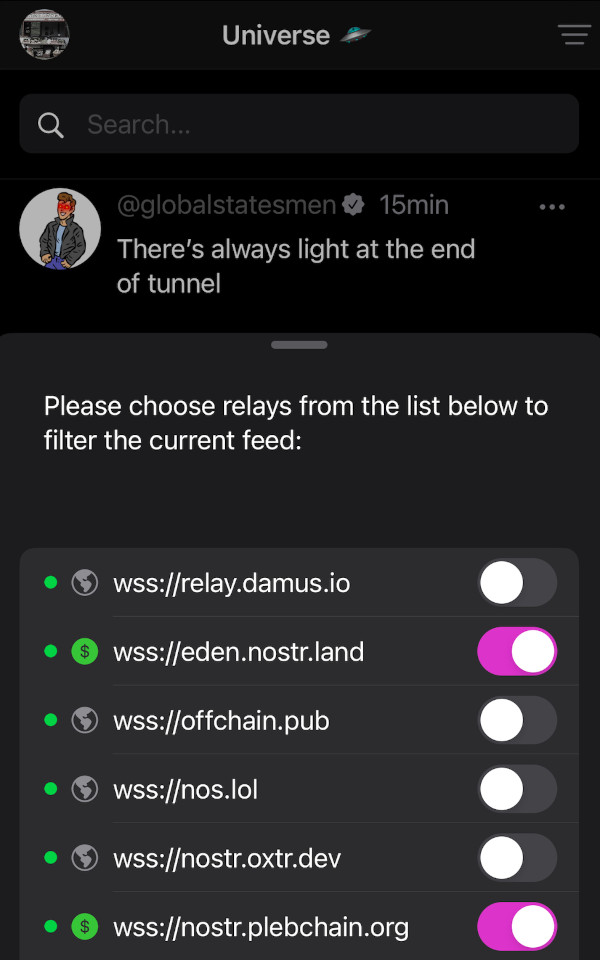 Universe 🛸
Search...
@globalstatesmen 15min
There’s always light at the end
of tunnel
Please choose relays from the list below to
filter the current feed:
wss://relay.damus.io
$ wss://eden.nostr.land
wss://offchain.pub
wss://nos.lol
wss://nostr.oxtr.dev
$ wss://nostr.plebchain.org